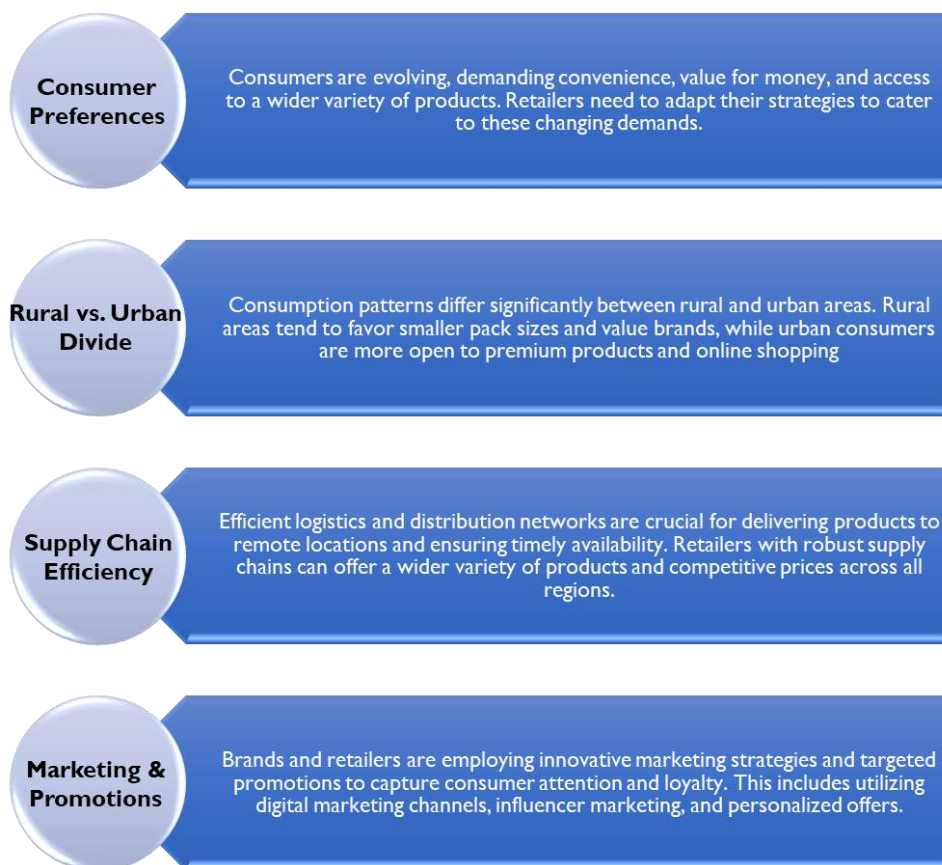 Consumer
Preferences
Consumers are evolving, demanding convenience, value for money, and access
to a wider variety of products. Retailers need to adapt their strategies to cater
to these changing demands.
Rural vs. Urban
Divide
Consumption patterns differ significantly between rural and urban areas. Rural
areas tend to favor smaller pack sizes and value brands, while urban consumers
are more open to premium products and online shopping
Supply Chain
Efficiency
Efficient logistics and distribution networks are crucial for delivering products to
remote locations and ensuring timely availability. Retailers with robust supply
chains can offer a wider variety of products and competitive prices across all
regions.
Marketing &
Promotions
Brands and retailers are employing innovative marketing strategies and targeted
promotions to capture consumer attention and loyalty. This includes utilizing
digital marketing channels, influencer marketing, and personalized offers.